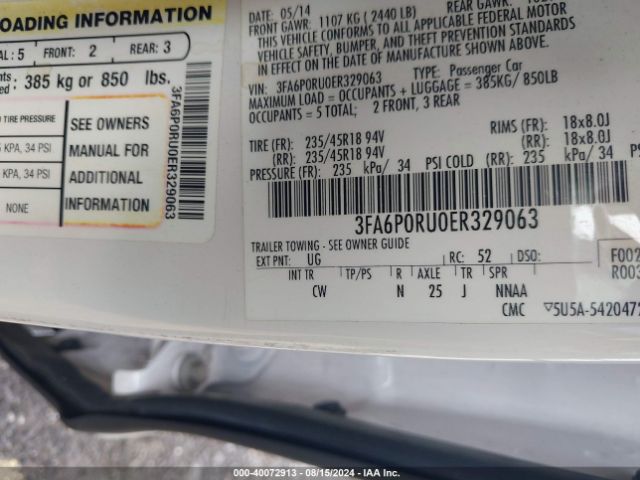 OADING INFORMATION
AL: 5 FRONT: 2 REAR: 3
385 kg or 850 lbs.
TIRE PRESSURE
KPA, 34 PSI
KPA, 34 PSI
NONE
SEE OWNERS
MANUAL FOR
ADDITIONAL
INFORMATION
3FA6P0RU0ER329063
DATE: 05/14
FRONT GAWR: 1107 KG (2440 LB) REAR GAWR:
THIS VEHICLE CONFORMS TO ALL APPLICABLE FEDERAL MOTOR
VEHICLE SAFETY, BUMPER, AND THEFT PREVENTION STANDARDS
IN EFFECT ON THE DATE OF MANUFACTURE SHOWN ABOVE.
VIN: 3FA6P0RU0ER329063 TYPE: Passenger Car
MAXIMUM LOAD = OCCUPANTS + LUGGAGE = 385KG/ 850LB
OCCUPANTS = 5 TOTAL; 2 FRONT, 3 REAR
TIRE (FR): 235/45R18 94V RIMS (FR): 18x8.0J
(RR): 235/45R18 94V (RR): 18x8.0J
PRESSURE (FR): 235 kPa/ 34 PSI COLD (RR): 235 kPa/ 34
3FA6P0RU0ER329063
TRAILER TOWING - SEE OWNER GUIDE
EXT PNT: UG RC: 52 DSO:
INT TR TP/PS R AXLE TR SPR
CW N 25 J NNAA
CMC ▽5U5A-5420472
F002
R003
000-40072913 - 08/15/2024 - IAA Inc.